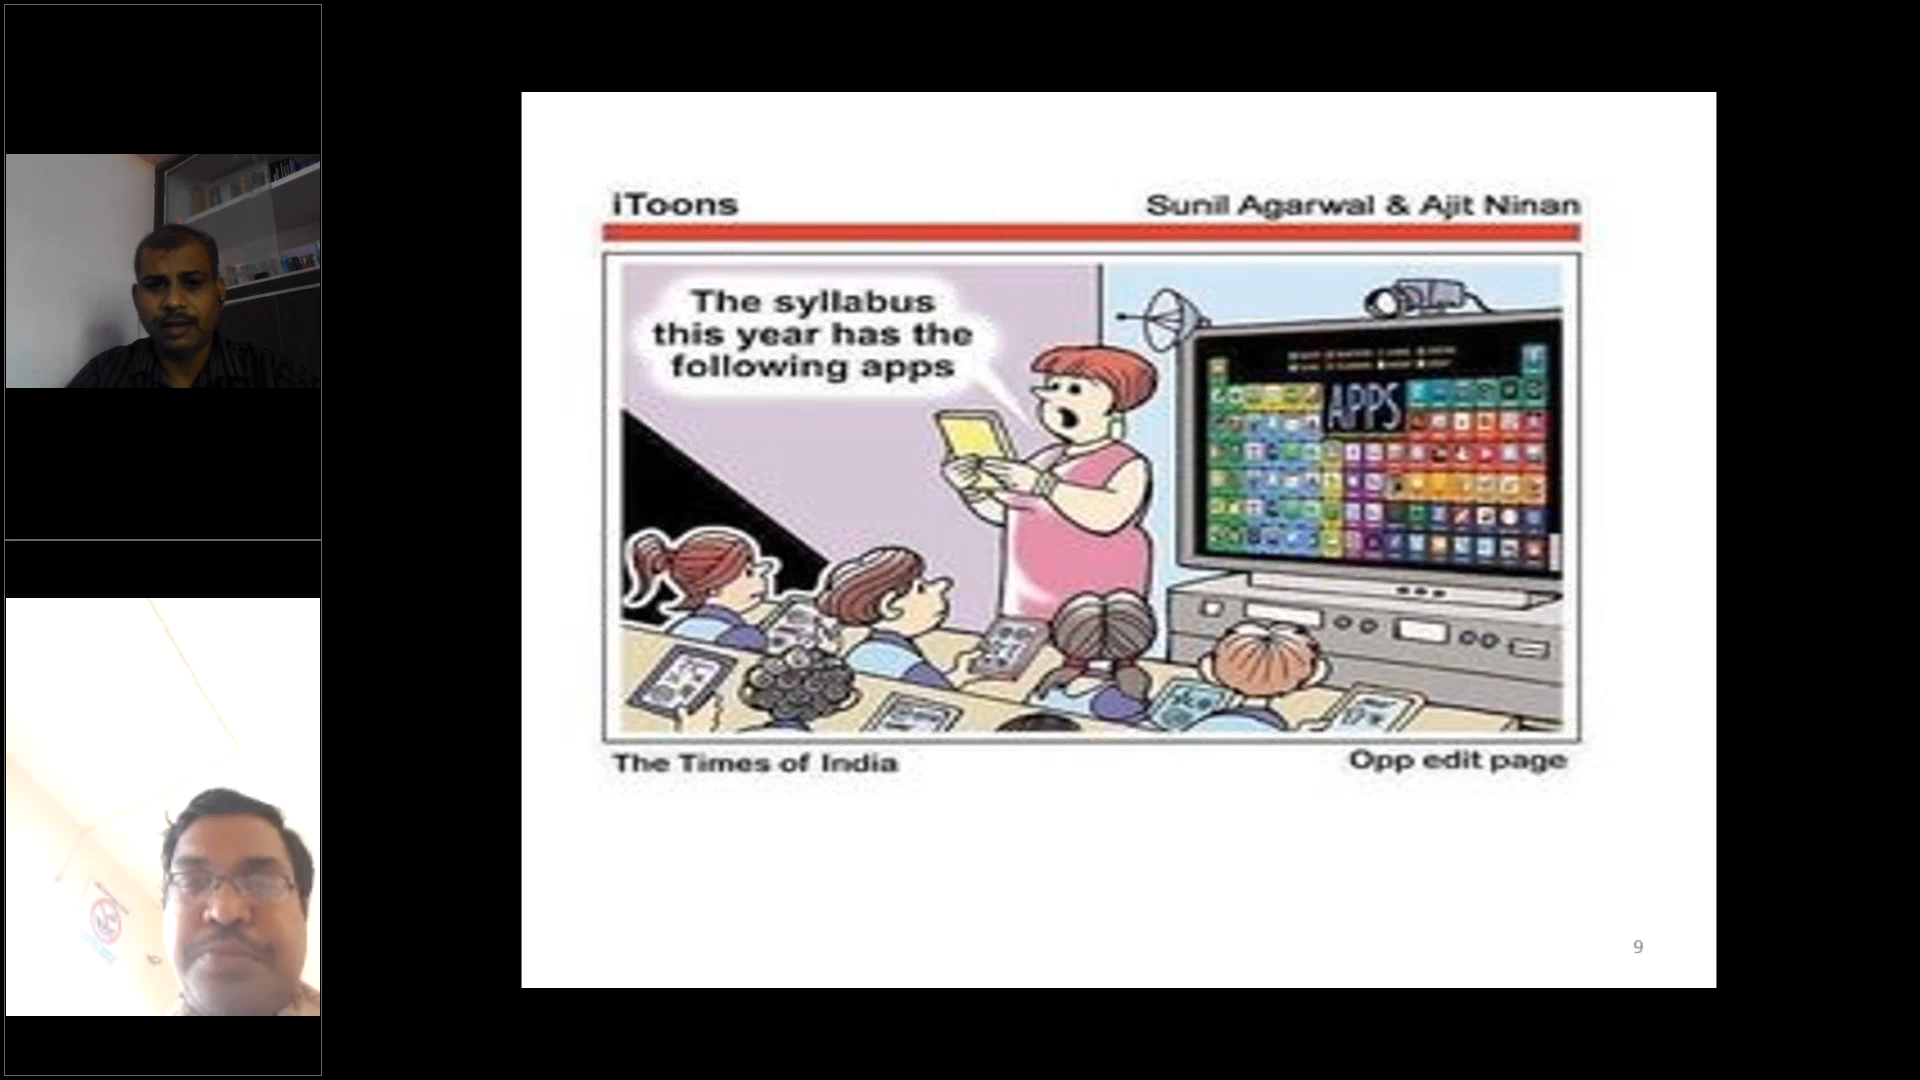 iToons
Sunil Agarwal & Ajit Ninan
The syllabus
this year has the
following apps
APPS
The Times of India
Opp edit page
9